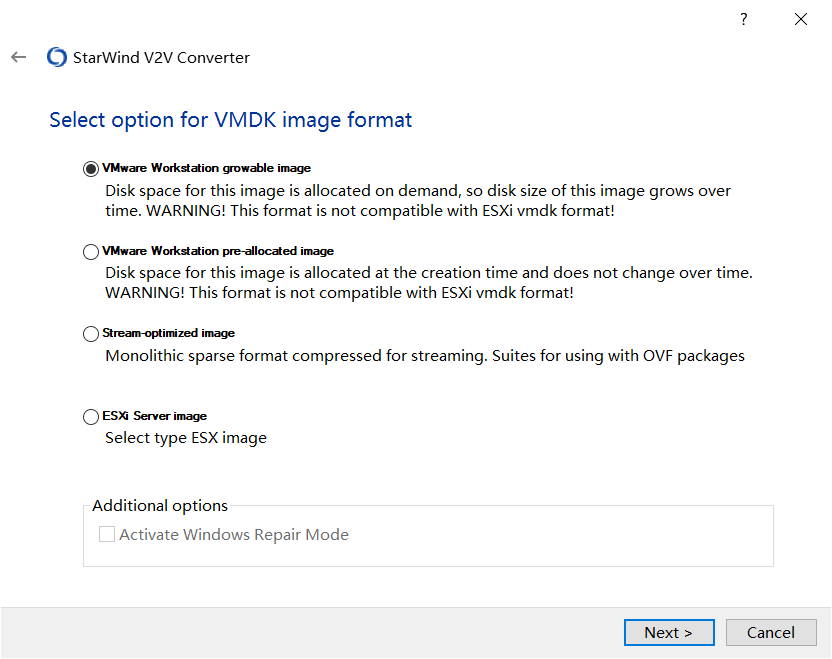 ?
StarWind V2V Converter
Select option for VMDK image format
VMware Workstation growable image
Disk space for this image is allocated on demand, so disk size of this image grows over
time. WARNING! This format is not compatible with ESXi vmdk format!
VMware Workstation pre-allocated image
Disk space for this image is allocated at the creation time and does not change over time.
WARNING! This format is not compatible with ESXi vmdk format!
Stream-optimized image
Monolithic sparse format compressed for streaming. Suites for using with OVF packages
ESXi Server image
Select type ESX image
Additional options
Activate Windows Repair Mode
Next >
Cancel